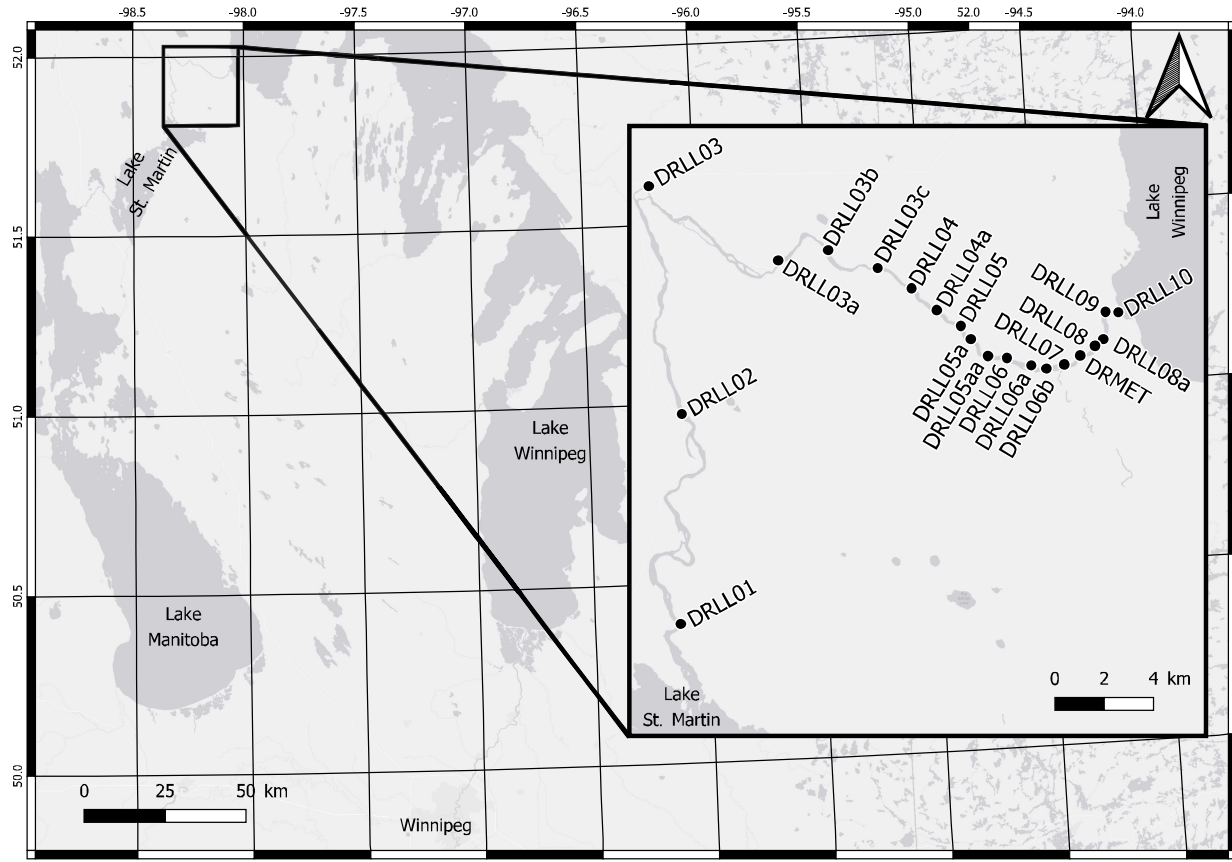 -98.5
-98.0
-97.5
-97.0
-96.5
-96.0
-95.5
-95.0
52.0
-94.5
-94.0
52.0
51.5
51.0
50.5
50.0
Lake
St. Martin
Lake
Winnipeg
Lake
Manitoba
Winnipeg
0 25 50 km
DRLL03
DRLL03b
DRLL03c
DRLL04
DRLL04a
DRLL05
DRLL03a
DRLL07
DRLL08
DRLL09
DRLL10
DRLL08a
DRMET
DRLL05a
DRLL05aa
DRLL06
DRLL06a
DRLL06b
DRLL02
DRLL01
Lake
Winnipeg
Lake
St. Martin
0 2 4 km